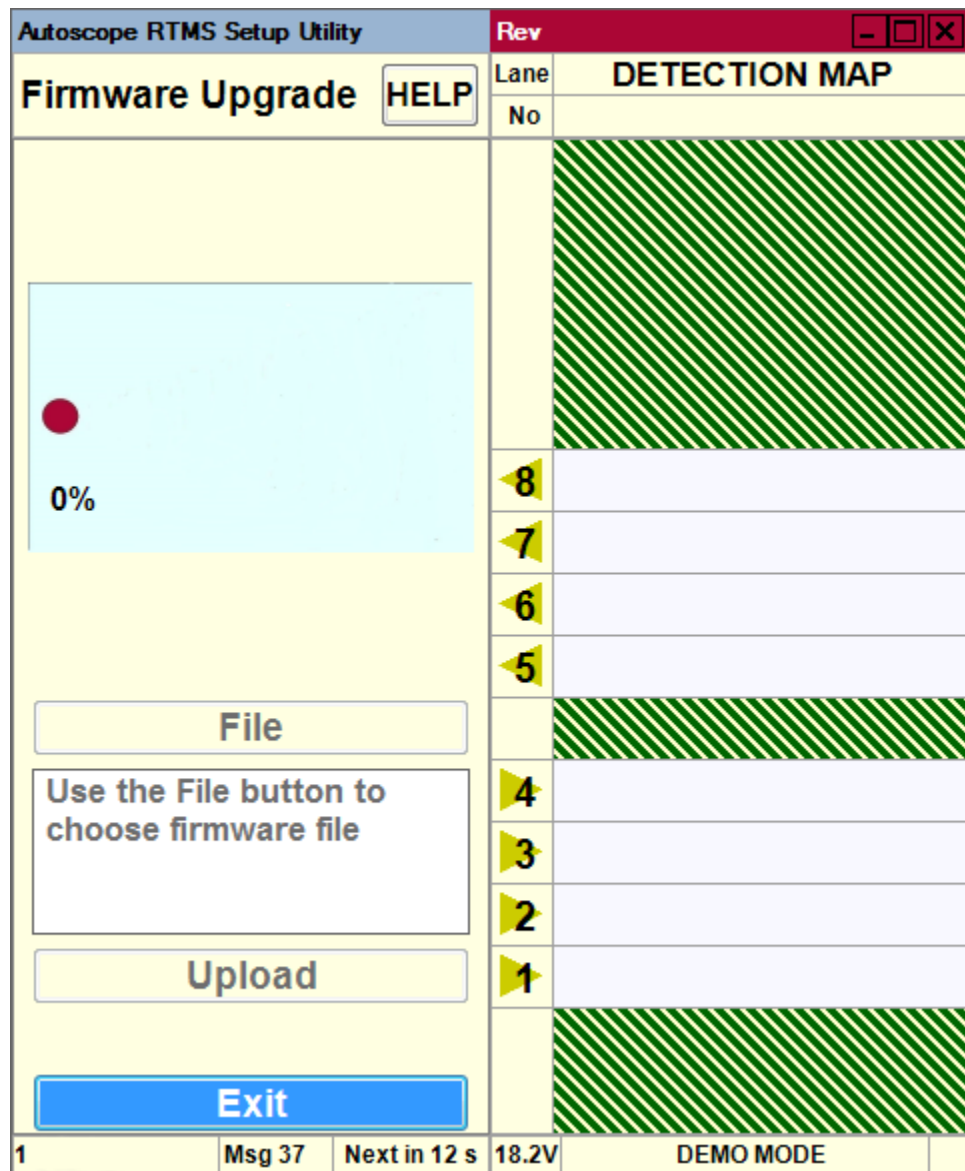 Autoscope RTMS Setup Utility
Rev
Firmware Upgrade
HELP
Lane
No
DETECTION MAP
0%
8
7
6
5
File
Use the File button to
choose firmware file
4
3
2
Upload
1
Exit
1
Msg 37
Next in 12 s
18.2V
DEMO MODE